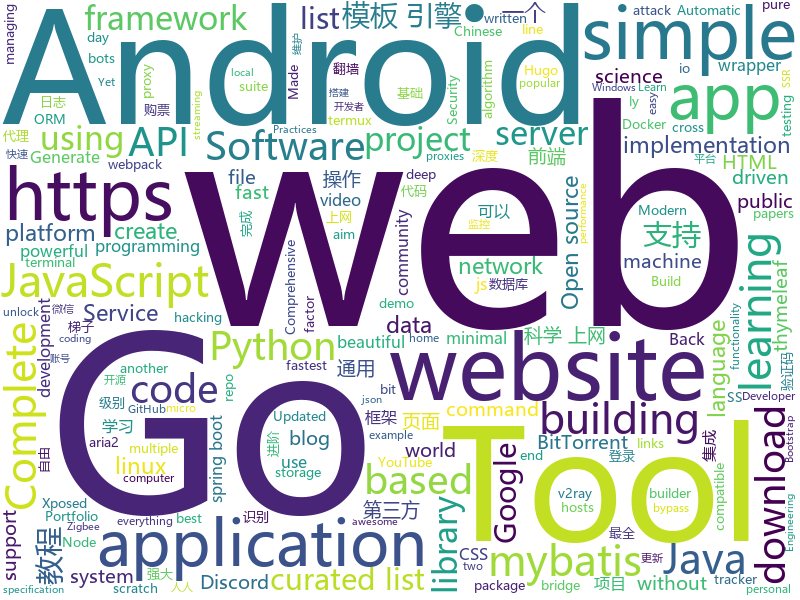 Android
web
Go
Tool
website
simple
app
https
application
JavaScript
Software
framework
list
模板 引擎
一个
attack
Automatic
written
Chinese
line
science
wrapper
server
project
API
using
Python
code
building
learning
Complete
mybatis
Java
download
based
library
curated list
Discord
linux
教程
support
system
Service
platform
create
powerful
programming
development
file
fast
Generate
ORM
日志
代理
购票
快速
science
implementation
HTML
driven
public
machine
community
network
支持
language
thymeleaf
data
beautiful
通用
科学 上网
框架
页面
command
BitTorrent
第三方
集成
blog
spring boot
Google
Open source
前端
可以
操作
video
termux
翻墙
维护
Made
day
bots
Yet
managing
proxy
suite
io
Security
algorithm
Hugo
popular
pure
local
SSR
Docker
Windows
Learn
easy
cross
搭建
开发者
基础
streaming
Practices
proxies
深度
平台
webpack
hacking
terminal
deep
代码
papers
testing
ly
aim
Comprehensive
完成
上网
监控
performance
Modern
Build
compatible
js
数据库
demo
minimal
Back
unlock
微信
梯子
factor
home
another
fastest
functionality
验证码
账号
aria2
bit
json
Updated
coding
开源
级别
GitHub
micro
学习
repo
world
example
Portfolio
Xposed
multiple
links
登录
SS
Developer
Bootstrap
自由
进阶
use
storage
YouTube
CSS
end
v2ray
builder
hosts
bypass
Node
computer
everything
best
without
tracker
Zigbee
识别
package
bridge
项目
最全
更新
personal
Engineering
specification
强大
人人
scratch
two
awesome